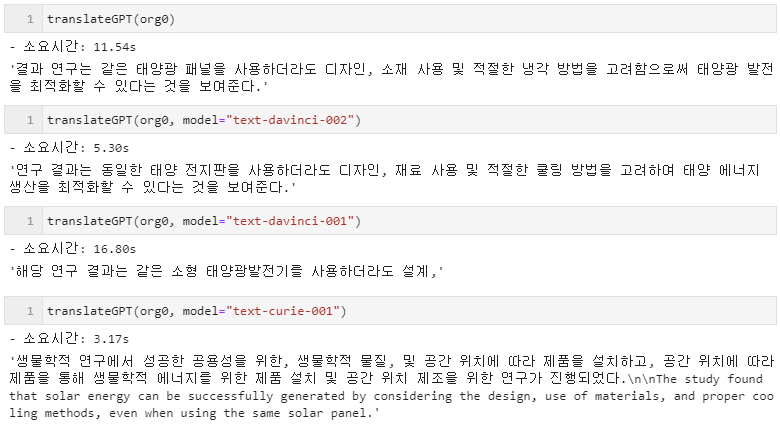 1 translateGPT(org0)
- 소요시간: 11.54s
'결과 연구는 같은 태양광 패널을 사용하더라도 디자인, 소재 사용 및 적절한 냉각 방법을 고려함으로써 태양광 발전
을 최적화할 수 있다는 것을 보여준다.'
1 translateGPT(org0, model="text-davinci-002")
- 소요시간: 5.30s
'연구 결과는 동일한 태양 전지판을 사용하더라도 디자인, 재료 사용 및 적절한 쿨링 방법을 고려하여 태양 에너지
생산을 최적화할 수 있다는 것을 보여준다.'
1 translateGPT(org0, model="text-davinci-001")
- 소요시간: 16.80s
'해당 연구 결과는 같은 소형 태양광발전기를 사용하더라도 설계,'
1 translateGPT(org0, model="text-curie-001")
- 소요시간: 3.17s
'생물학적 연구에서 성공한 공용성을 위한, 생물학적 물질, 및 공간 위치에 따라 제품을 설치하고, 공간 위치에 따라
제품을 통해 생물학적 에너지를 위한 제품 설치 및 공간 위치 제조을 위한 연구가 진행되었다.\n\nThe study found
that solar energy can be successfully generated by considering the design, use of materials, and proper coo
ling methods, even when using the same solar panel.'